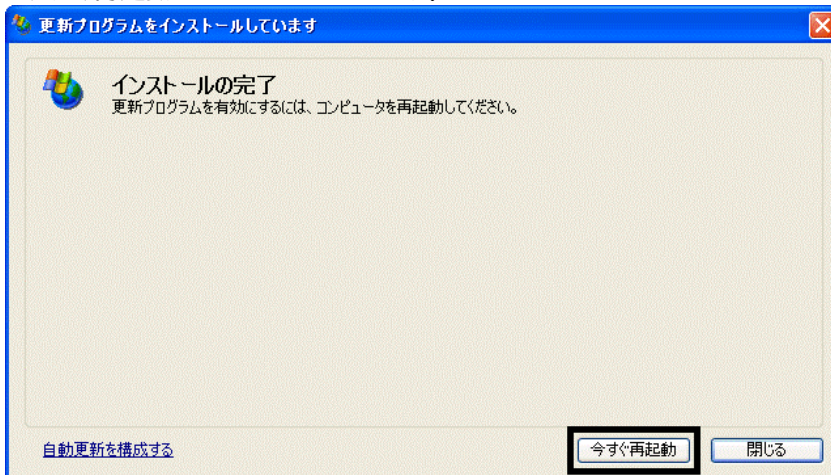 更新プログラムをインストールしています
インストールの完了
更新プログラムを有効にするには、コンピュータを再起動してください。
自動更新を構成する
今すぐ再起動
閉じる